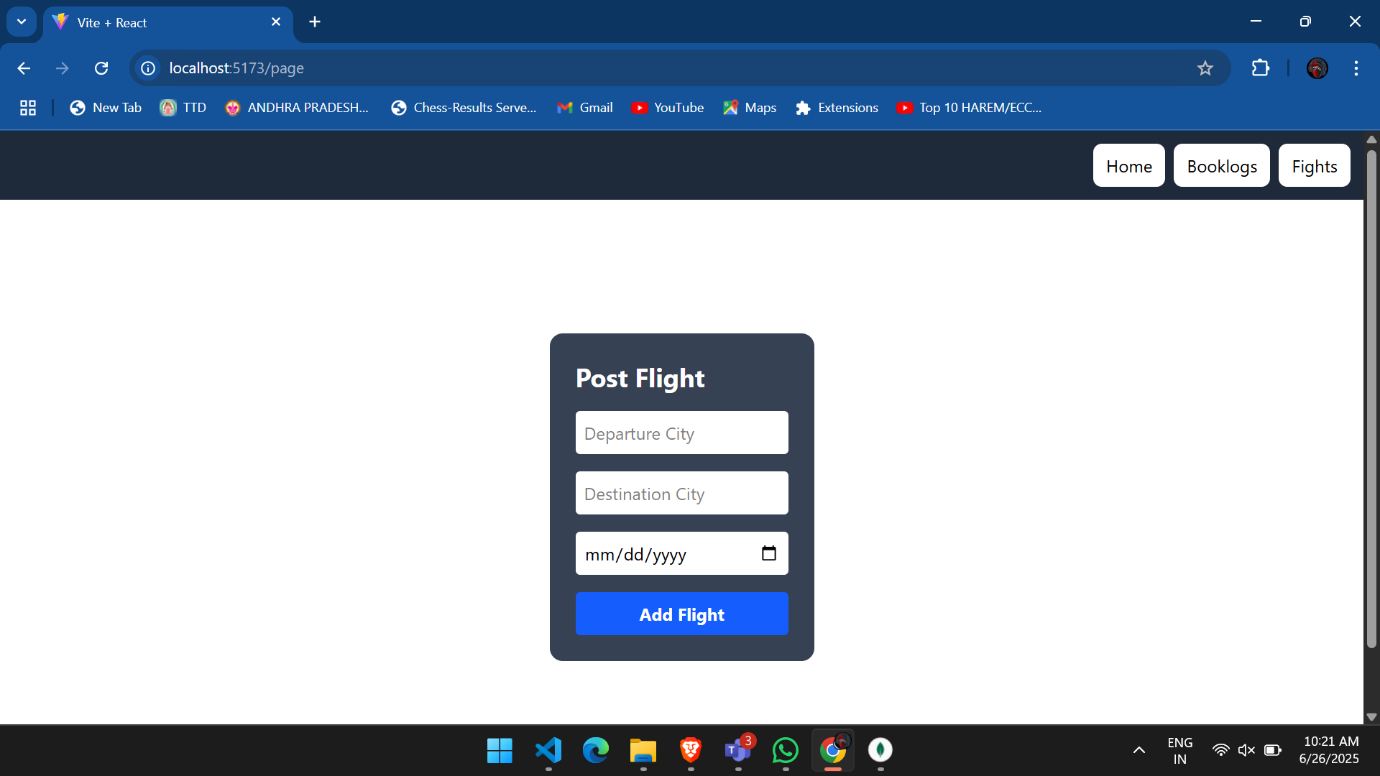 Vite + React
localhost:5173/page
New Tab TTD ANDHRA PRADESH... Chess-Results Serve... Gmail YouTube Maps Extensions Top 10 HAREM/ECC...
Home Booklogs Fights
Post Flight
Departure City
Destination City
mm/dd/yyyy
Add Flight
T 3
ENG
IN
10:21 AM
6/26/2025